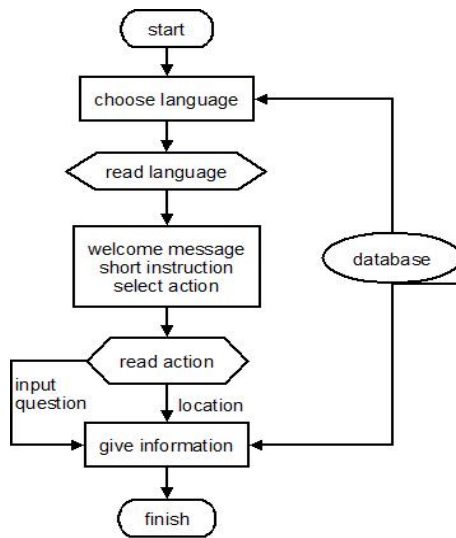 start
choose language
read language
welcome message
short instruction
select action
database
read action
input
question
location
give information
finish